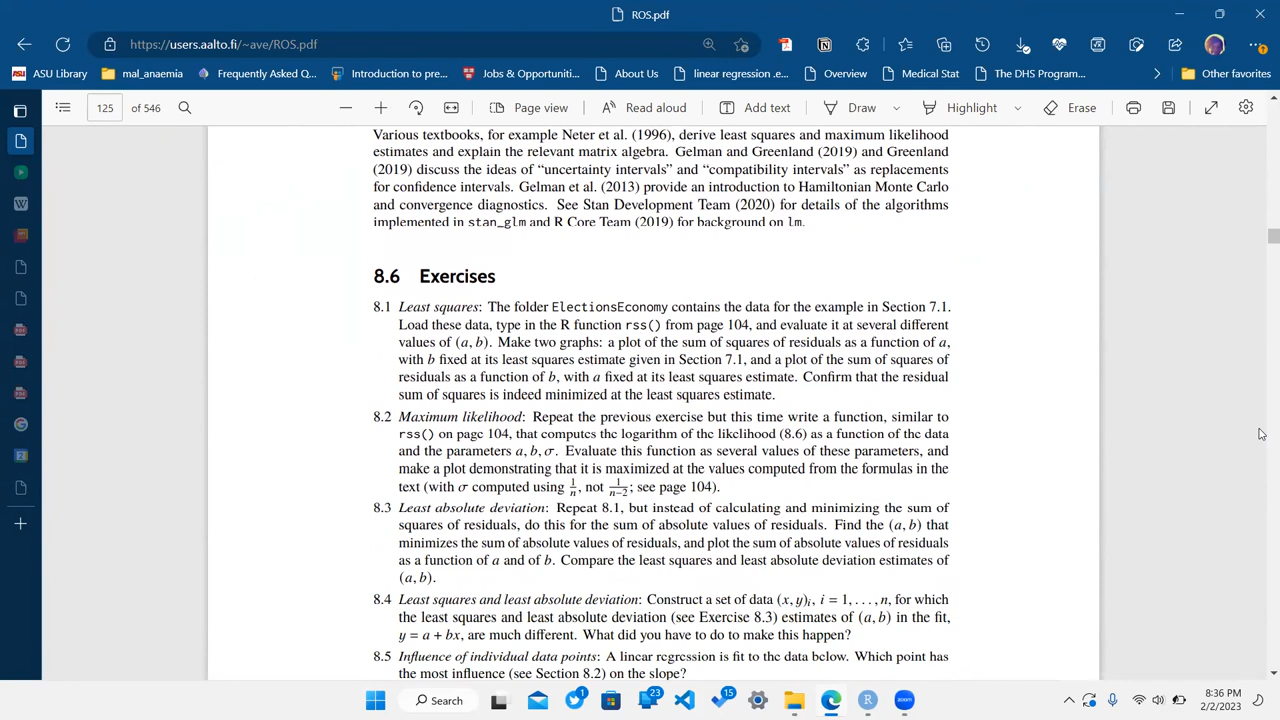 ROS.pdf
https://users.aalto.fi/~ave/ROS.pdf
ASU Library mal_anaemia Frequently Asked Q... Introduction to pre... Jobs & Opportuniti... About Us linear regression .e... Overview Medical Stat The DHS Program... Other favorites
125 of 546 Page view Read aloud Add text Draw Highlight Erase
Various textbooks, for example Neter et al. (1996), derive least squares and maximum likelihood
estimates and explain the relevant matrix algebra. Gelman and Greenland (2019) and Greenland
(2019) discuss the ideas of “uncertainty intervals” and “compatibility intervals” as replacements
for confidence intervals. Gelman et al. (2013) provide an introduction to Hamiltonian Monte Carlo
and convergence diagnostics. See Stan Development Team (2020) for details of the algorithms
implemented in stan_glm and R Core Team (2019) for background on lm.
8.6 Exercises
8.1 Least squares: The folder ElectionsEconomy contains the data for the example in Section 7.1.
Load these data, type in the R function rss() from page 104, and evaluate it at several different
values of (a, b). Make two graphs: a plot of the sum of squares of residuals as a function of a,
with b fixed at its least squares estimate given in Section 7.1, and a plot of the sum of squares of
residuals as a function of b, with a fixed at its least squares estimate. Confirm that the residual
sum of squares is indeed minimized at the least squares estimate.
8.2 Maximum likelihood: Repeat the previous exercise but this time write a function, similar to
rss() on page 104, that computes the logarithm of the likelihood (8.6) as a function of the data
and the parameters a, b, σ. Evaluate this function as several values of these parameters, and
make a plot demonstrating that it is maximized at the values computed from the formulas in the
text (with σ computed using 1/n, not 1/(n−2); see page 104).
8.3 Least absolute deviation: Repeat 8.1, but instead of calculating and minimizing the sum of
squares of residuals, do this for the sum of absolute values of residuals. Find the (a, b) that
minimizes the sum of absolute values of residuals, and plot the sum of absolute values of residuals
as a function of a and of b. Compare the least squares and least absolute deviation estimates of
(a, b).
8.4 Least squares and least absolute deviation: Construct a set of data (x, y)i, i = 1, . . . , n, for which
the least squares and least absolute deviation (see Exercise 8.3) estimates of (a, b) in the fit,
y = a + bx, are much different. What did you have to do to make this happen?
8.5 Influence of individual data points: A linear regression is fit to the data below. Which point has
the most influence (see Section 8.2) on the slope?
Search 1 23 15 8:36 PM
2/2/2023